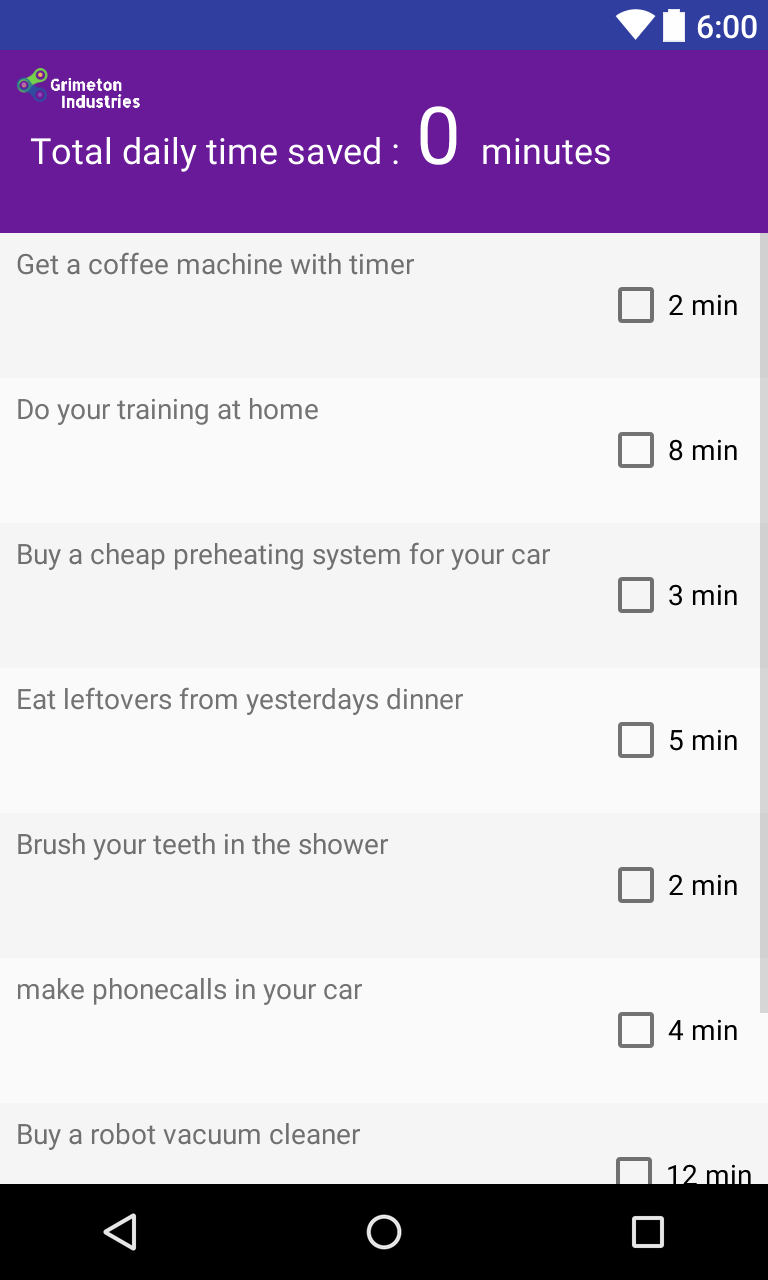 6:00
Grimeton
Industries
Total daily time saved : 0 minutes
Get a coffee machine with timer
2 min
Do your training at home
8 min
Buy a cheap preheating system for your car
3 min
Eat leftovers from yesterdays dinner
5 min
Brush your teeth in the shower
2 min
make phonecalls in your car
4 min
Buy a robot vacuum cleaner
12 min